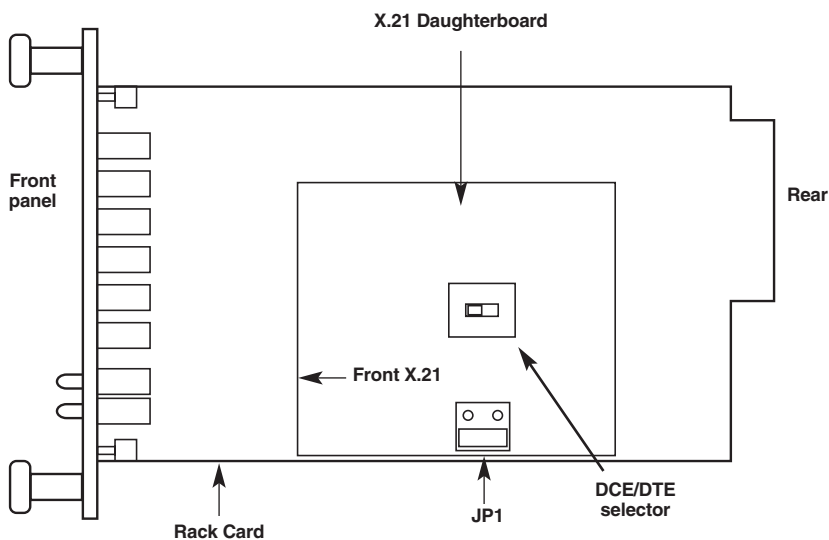 X.21 Daughterboard
Front
panel
Rear
Front X.21
DCE/DTE
selector
JP1
Rack Card